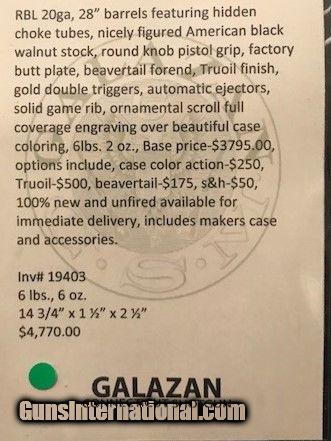 RBL 20ga, 28” barrels featuring hidden
choke tubes, nicely figured American black
walnut stock, round knob pistol grip, factory
butt plate, beavertail forend, Truoil finish,
gold double triggers, automatic ejectors,
solid game rib, ornamental scroll full
coverage engraving over beautiful case
coloring, 6lbs. 2 oz., Base price-$3795.00,
options include, case color action-$250,
Truoil-$500, beavertail-$175, s&h-$50,
100% new and unfired available for
immediate delivery, includes makers case
and accessories.
Inv# 19403
6 lbs., 6 oz.
14 3/4” x 1 ½” x 2 ½”
$4,770.00
GALAZAN
GunsInternational.com